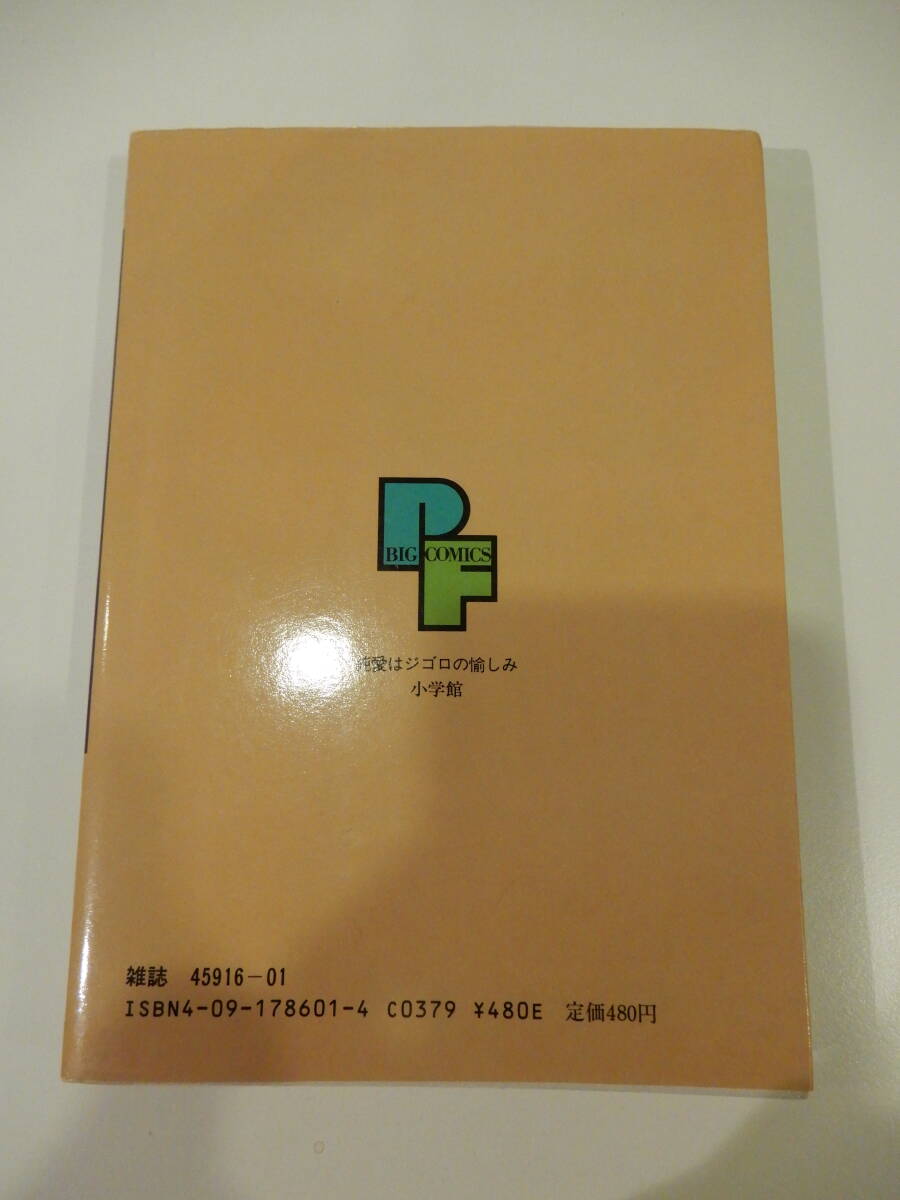 PF
BIG COMICS
純愛はジゴロの愉しみ
小学館
雑誌 45916-01
ISBN4-09-178601-4 C0379 ¥480E 定価480円